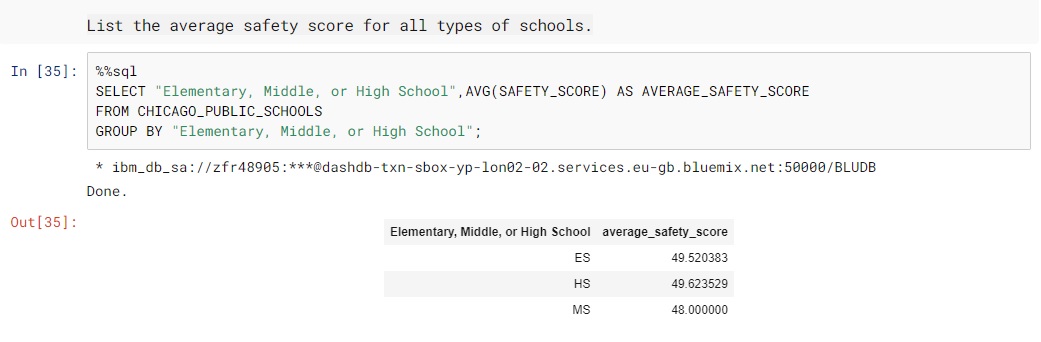 List the average safety score for all types of schools.
In [35]: %%sql
SELECT "Elementary, Middle, or High School",AVG(SAFETY_SCORE) AS AVERAGE_SAFETY_SCORE
FROM CHICAGO_PUBLIC_SCHOOLS
GROUP BY "Elementary, Middle, or High School";
* ibm_db_sa://zfr48905:***@dashdb-txn-sbox-yp-lon02-02.services.eu-gb.bluemix.net:50000/BLUDB
Done.
Out[35]:
Elementary, Middle, or High School average_safety_score
ES 49.520383
HS 49.623529
MS 48.000000